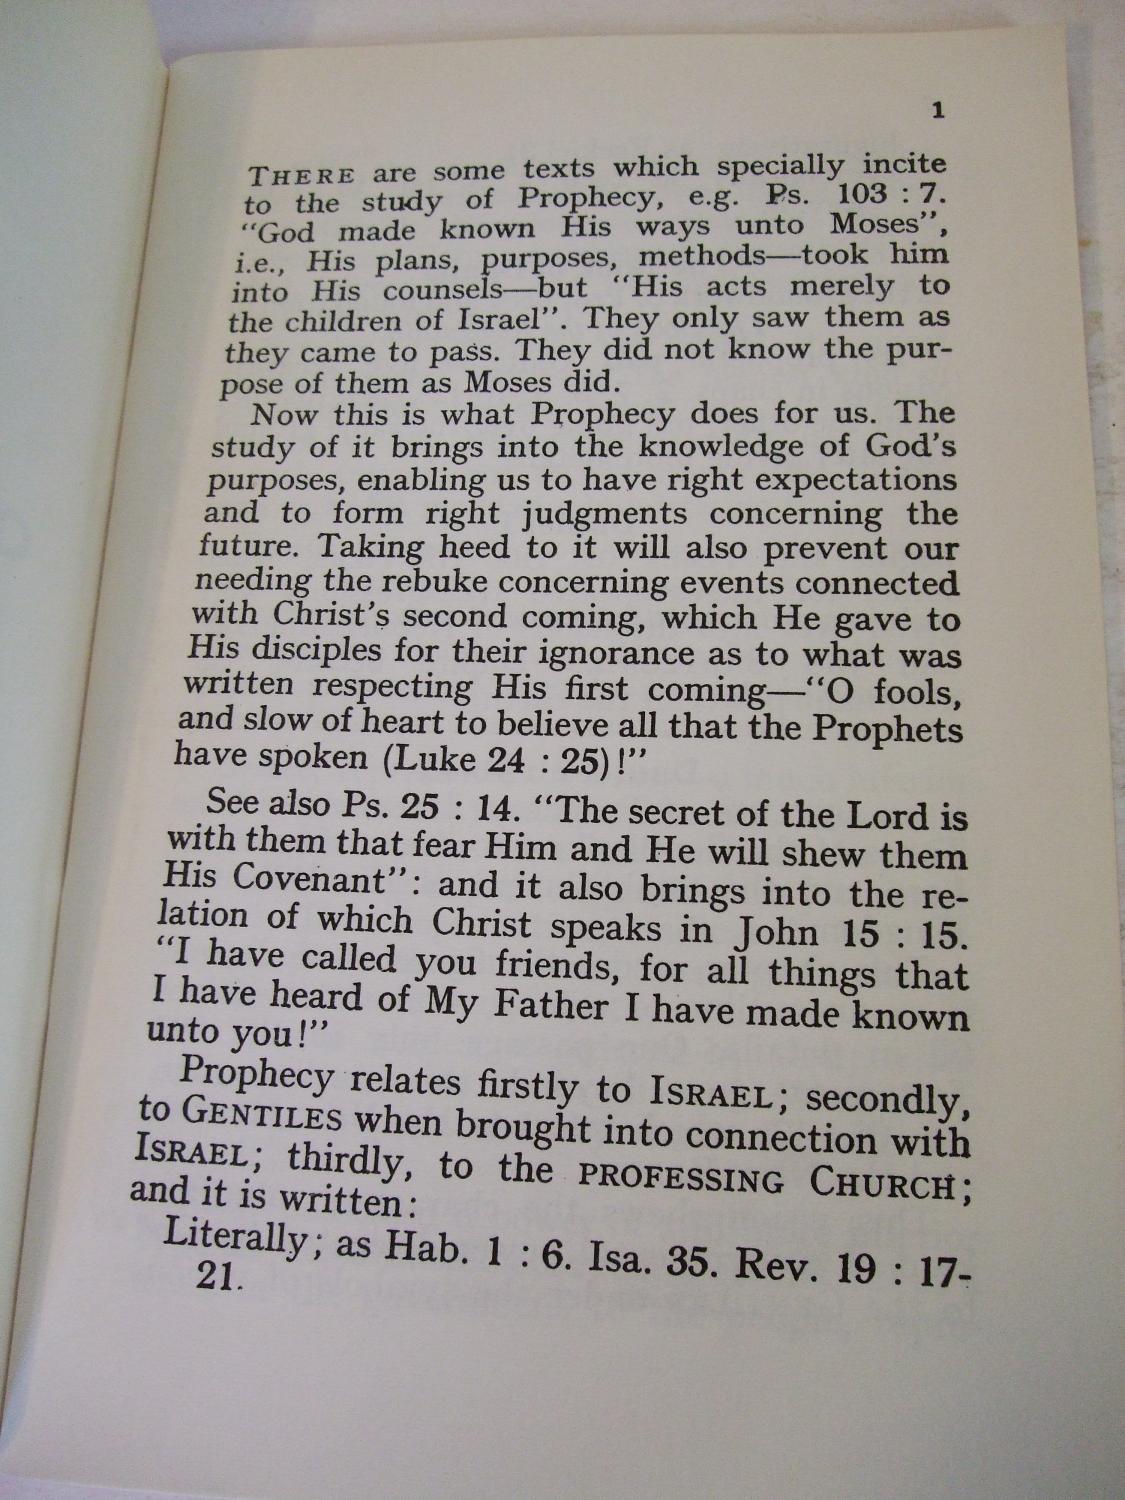 1
THERE are some texts which specially incite
to the study of Prophecy, e.g. Ps. 103 : 7.
“God made known His ways unto Moses”,
i.e., His plans, purposes, methods—took him
into His counsels—but “His acts merely to
the children of Israel”. They only saw them as
they came to pass. They did not know the pur-
pose of them as Moses did.
Now this is what Prophecy does for us. The
study of it brings into the knowledge of God’s
purposes, enabling us to have right expectations
and to form right judgments concerning the
future. Taking heed to it will also prevent our
needing the rebuke concerning events connected
with Christ’s second coming, which He gave to
His disciples for their ignorance as to what was
written respecting His first coming—“O fools,
and slow of heart to believe all that the Prophets
have spoken (Luke 24 : 25)!”
See also Ps. 25 : 14. “The secret of the Lord is
with them that fear Him and He will shew them
His Covenant”: and it also brings into the re-
lation of which Christ speaks in John 15 : 15.
“I have called you friends, for all things that
I have heard of My Father I have made known
unto you!”
Prophecy relates firstly to ISRAEL; secondly,
to GENTILES when brought into connection with
ISRAEL; thirdly, to the PROFESSING CHURCH;
and it is written:
Literally; as Hab. 1 : 6. Isa. 35. Rev. 19 : 17-
21.